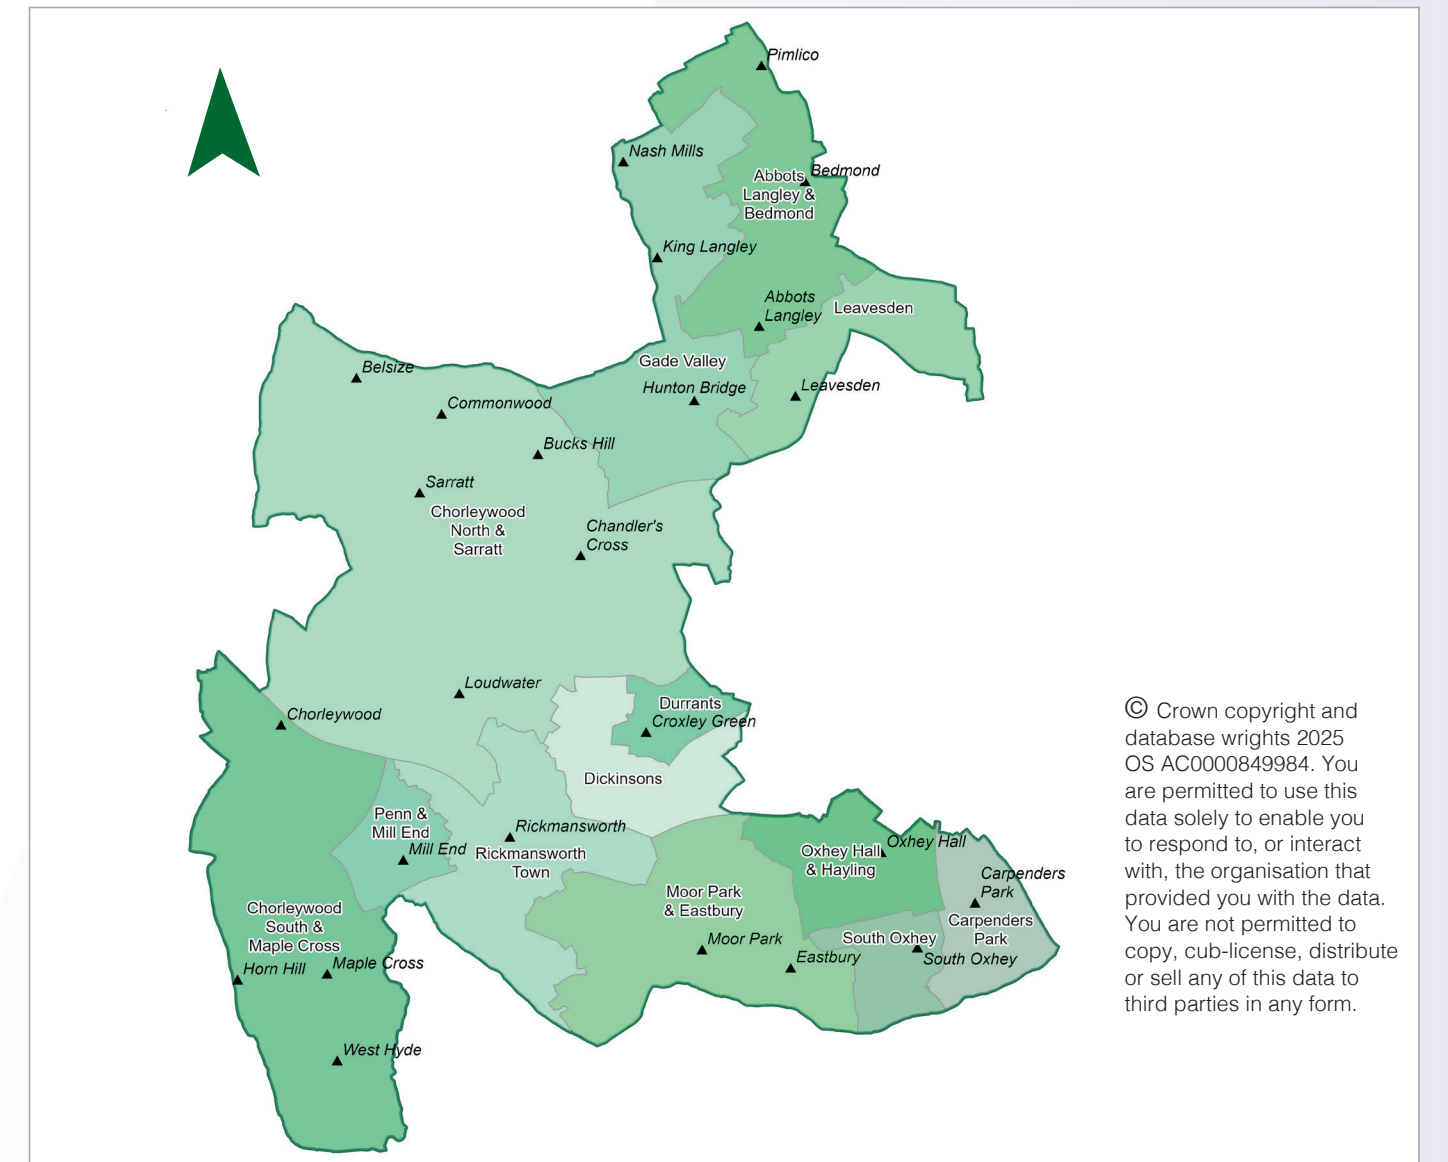 Pimlico
Nash Mills
Bedmond
Abbots
Langley &
Bedmond
King Langley
Abbots
Langley
Leavesden
Gade Valley
Hunton Bridge
Leavesden
Belsize
Commonwood
Bucks Hill
Sarratt
Chorleywood
North &
Sarratt
Chandler's
Cross
Loudwater
Chorleywood
Durrants
Croxley Green
Dickinsons
Penn &
Mill End
Mill End
Rickmansworth
Rickmansworth
Town
Oxhey Hall
Oxhey Hall
& Hayling
Carpenders
Park
Moor Park
& Eastbury
Carpenders
Park
Chorleywood
South &
Maple Cross
Moor Park
Eastbury
South Oxhey
South Oxhey
Horn Hill
Maple Cross
West Hyde
© Crown copyright and
database wrights 2025
OS AC0000849984. You
are permitted to use this
data solely to enable you
to respond to, or interact
with, the organisation that
provided you with the data.
You are not permitted to
copy, cub-license, distribute
or sell any of this data to
third parties in any form.